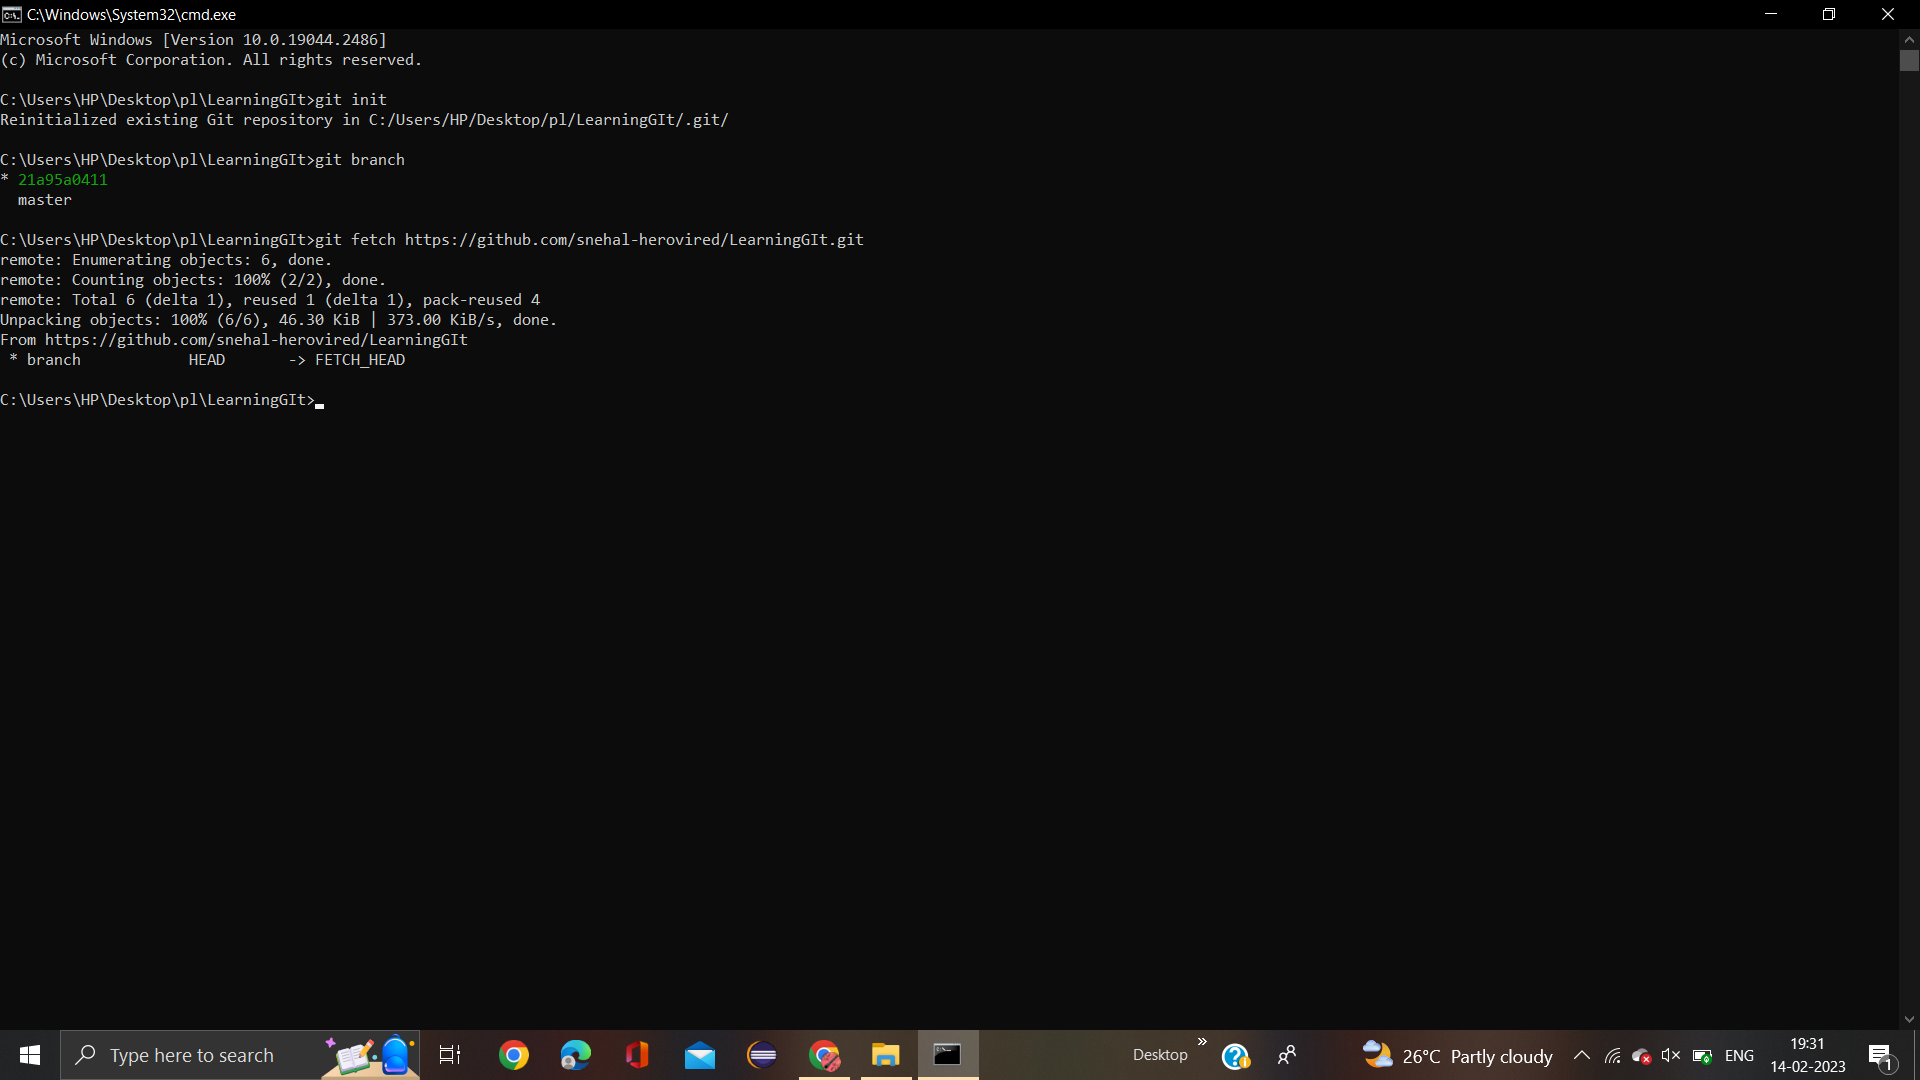 C:\Windows\System32\cmd.exe
Microsoft Windows [Version 10.0.19044.2486]
(c) Microsoft Corporation. All rights reserved.
C:\Users\HP\Desktop\pl\LearningGIt>git init
Reinitialized existing Git repository in C:/Users/HP/Desktop/pl/LearningGIt/.git/
C:\Users\HP\Desktop\pl\LearningGIt>git branch
* 21a95a0411
master
C:\Users\HP\Desktop\pl\LearningGIt>git fetch https://github.com/snehal-herovired/LearningGIt.git
remote: Enumerating objects: 6, done.
remote: Counting objects: 100% (2/2), done.
remote: Total 6 (delta 1), reused 1 (delta 1), pack-reused 4
Unpacking objects: 100% (6/6), 46.30 KiB | 373.00 KiB/s, done.
From https://github.com/snehal-herovired/LearningGIt
* branch HEAD -> FETCH_HEAD
C:\Users\HP\Desktop\pl\LearningGIt>
Type here to search
Desktop
26°C Partly cloudy
ENG
19:31
14-02-2023
1